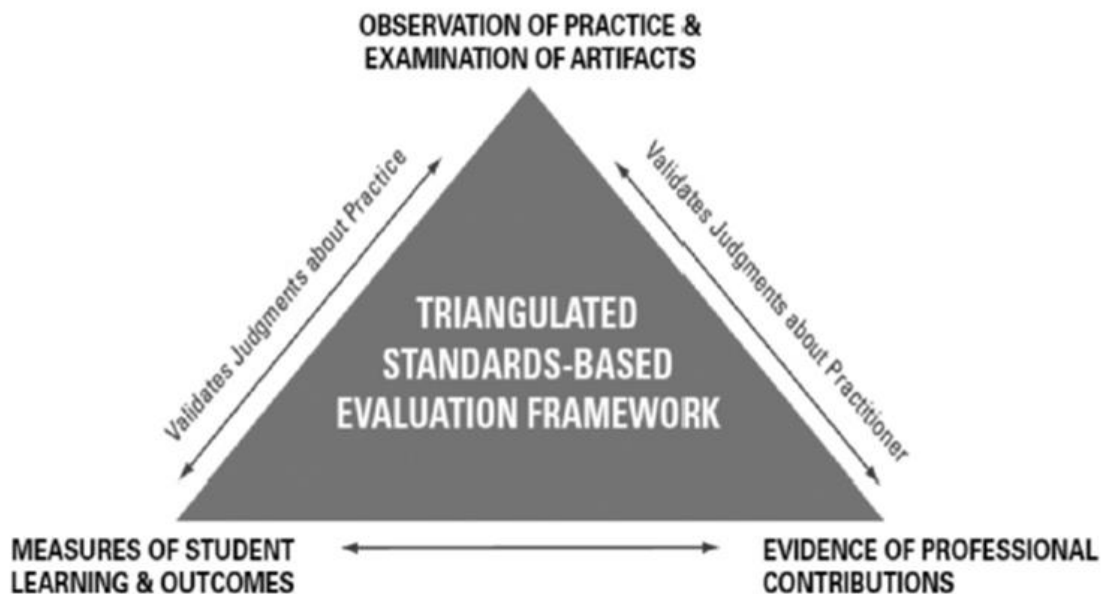 OBSERVATION OF PRACTICE &
EXAMINATION OF ARTIFACTS
Validates Judgments about Practice
Validates Judgments about Practitioner
TRIANGULATED
STANDARDS-BASED
EVALUATION FRAMEWORK
MEASURES OF STUDENT
LEARNING & OUTCOMES
EVIDENCE OF PROFESSIONAL
CONTRIBUTIONS